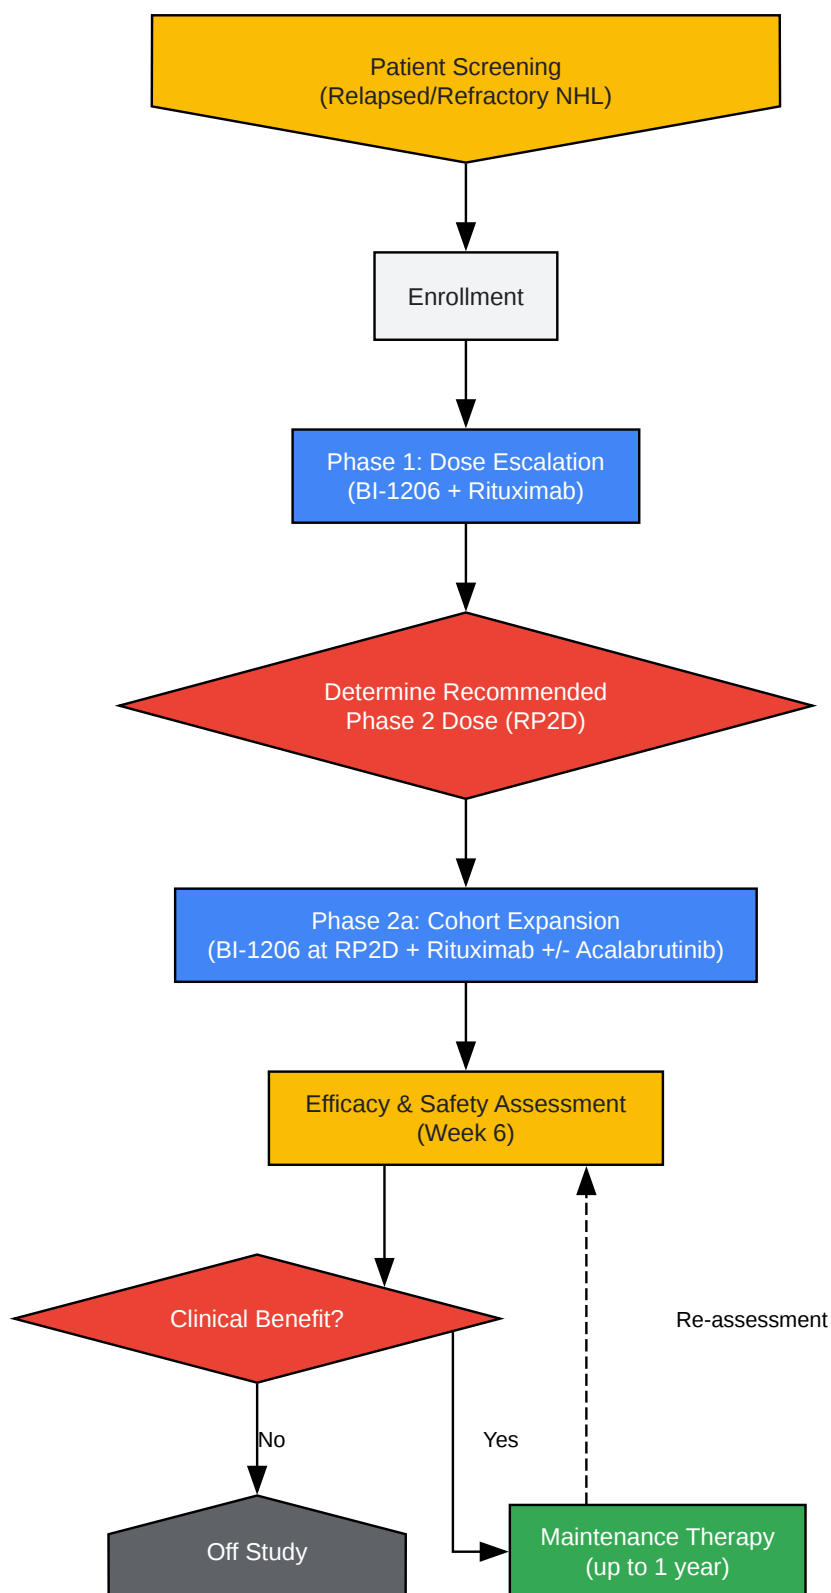 Patient Screening
(Relapsed/Refractory NHL)
Enrollment
Phase 1: Dose Escalation
(BI-1206 + Rituximab)
Determine Recommended
Phase 2 Dose (RP2D)
Phase 2a: Cohort Expansion
(BI-1206 at RP2D + Rituximab +/- Acalabrutinib)
Efficacy & Safety Assessment
(Week 6)
Clinical Benefit?
Re-assessment
No
Yes
Off Study
Maintenance Therapy
(up to 1 year)